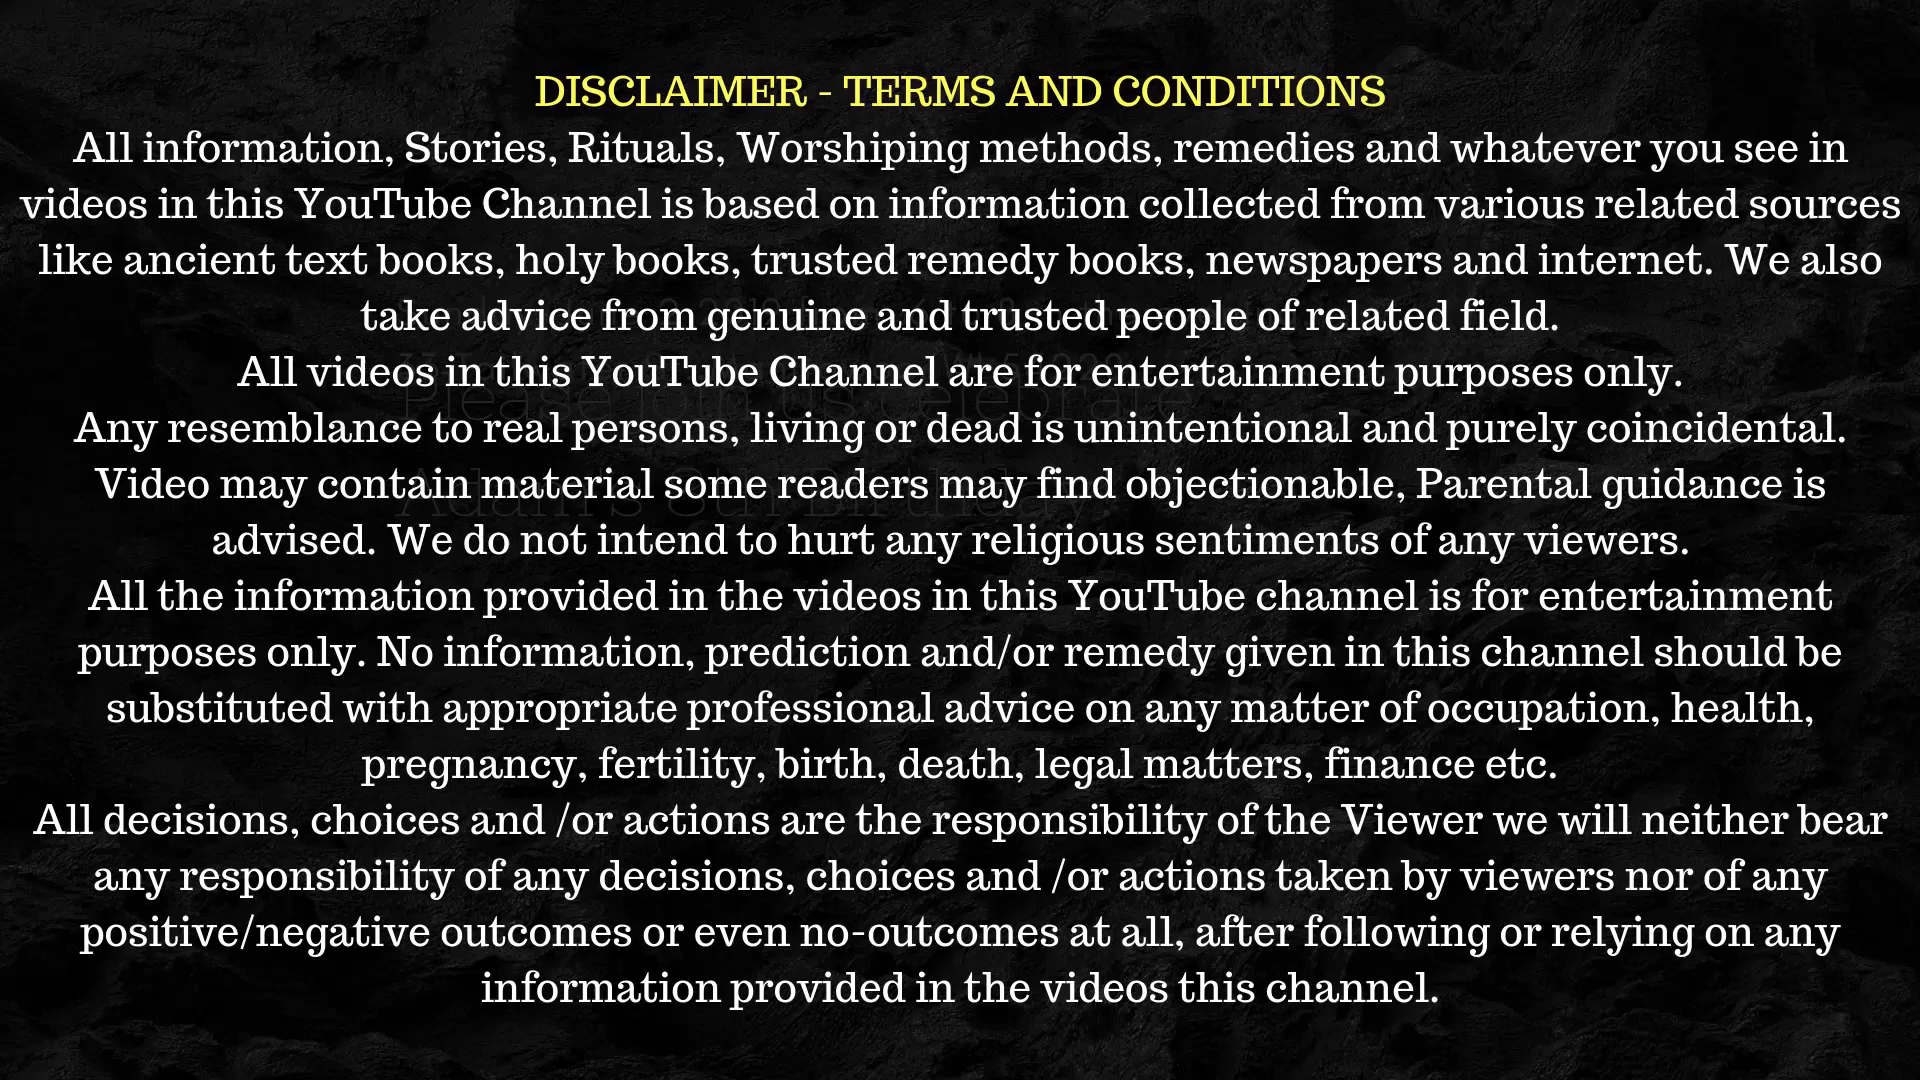 DISCLAIMER - TERMS AND CONDITIONS
All information, Stories, Rituals, Worshiping methods, remedies and whatever you see in
videos in this YouTube Channel is based on information collected from various related sources
like ancient text books, holy books, trusted remedy books, newspapers and internet. We also
take advice from genuine and trusted people of related field.
All videos in this YouTube Channel are for entertainment purposes only.
Please join us celebrate
Any resemblance to real persons, living or dead is unintentional and purely coincidental.
Adam's 8th Birthday!
Video may contain material some readers may find objectionable, Parental guidance is
advised. We do not intend to hurt any religious sentiments of any viewers.
All the information provided in the videos in this YouTube channel is for entertainment
purposes only. No information, prediction and/or remedy given in this channel should be
substituted with appropriate professional advice on any matter of occupation, health,
pregnancy, fertility, birth, death, legal matters, finance etc.
All decisions, choices and /or actions are the responsibility of the Viewer we will neither bear
any responsibility of any decisions, choices and /or actions taken by viewers nor of any
positive/negative outcomes or even no-outcomes at all, after following or relying on any
information provided in the videos this channel.